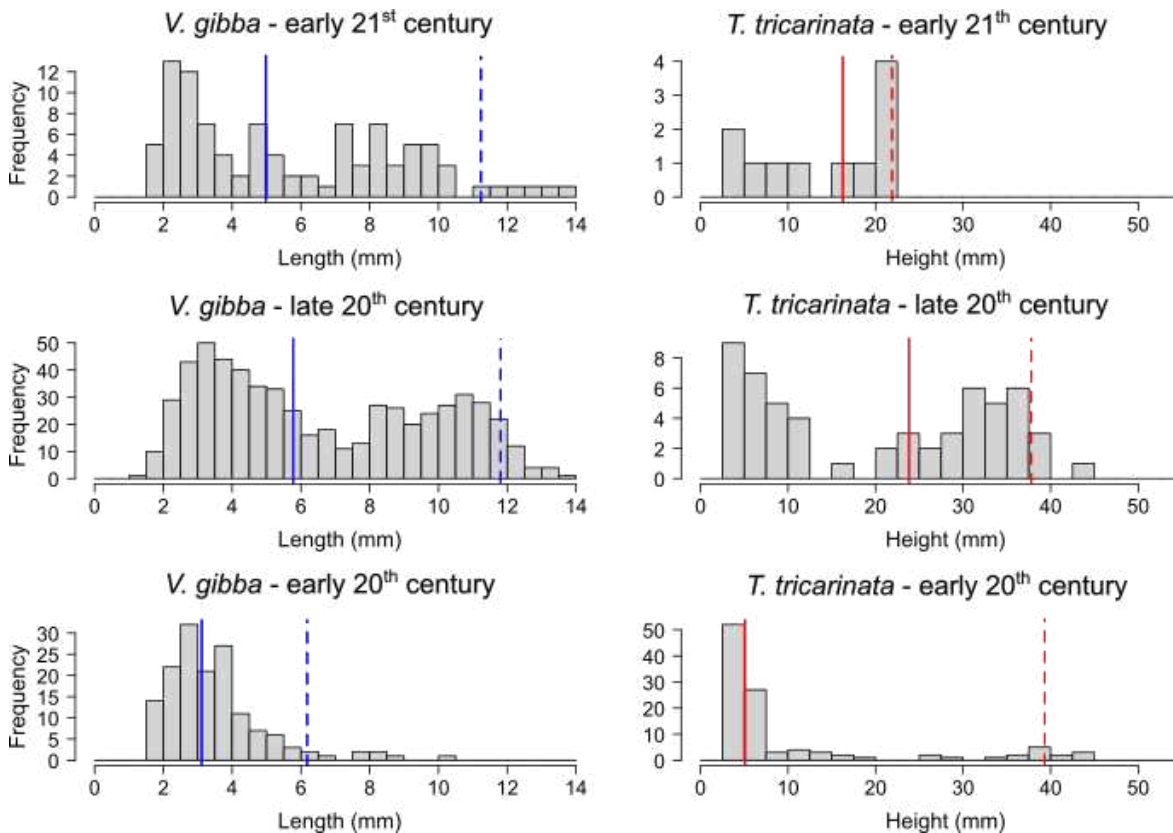 V. gibba - early 21st century
Frequency
12
10
8
6
4
2
0
0 2 4 6 8 10 12 14
Length (mm)
T. tricarinata - early 21th century
4
3
2
1
0
0 10 20 30 40 50
Height (mm)
V. gibba - late 20th century
Frequency
50
40
30
20
10
0
0 2 4 6 8 10 12 14
Length (mm)
T. tricarinata - late 20th century
8
6
4
2
0
0 10 20 30 40 50
Height (mm)
V. gibba - early 20th century
Frequency
30
25
20
15
10
5
0
0 2 4 6 8 10 12 14
Length (mm)
T. tricarinata - early 20th century
50
40
30
20
10
0
0 10 20 30 40 50
Height (mm)